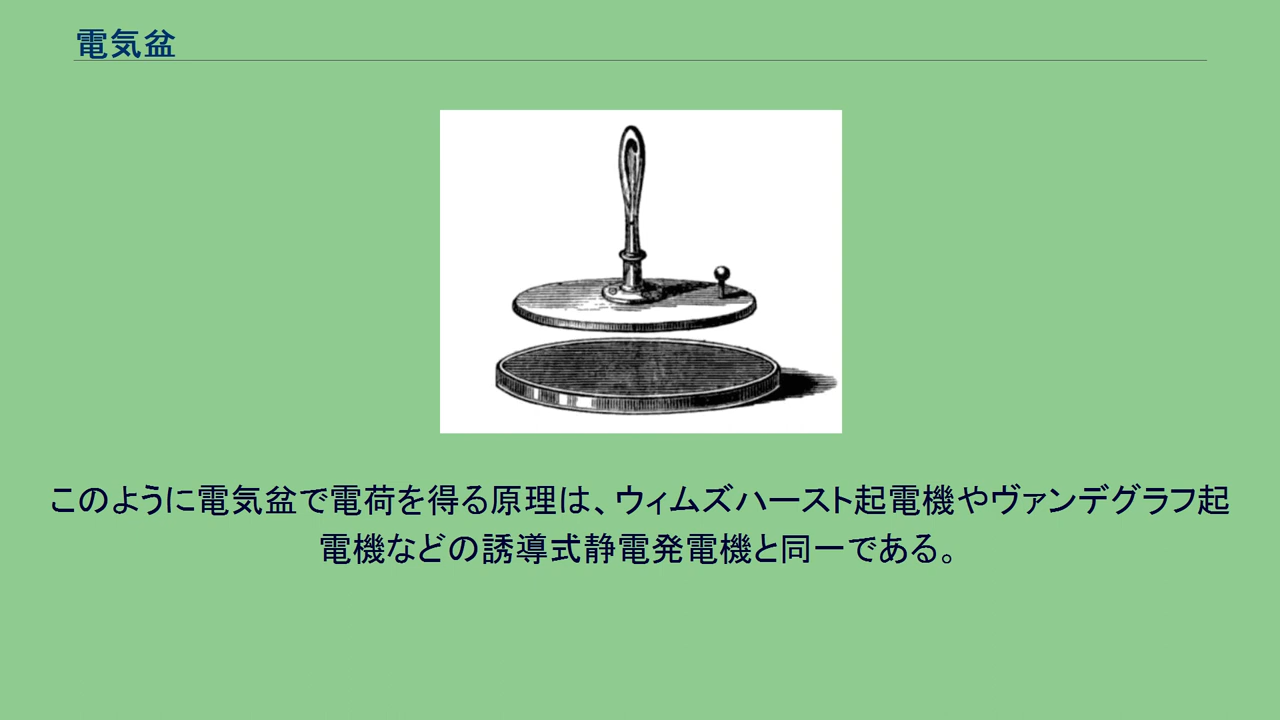 電気盆
このように電気盆で電荷を得る原理は、ウィムズハースト起電機やヴァンデグラフ起
電機などの誘導式静電発電機と同一である。